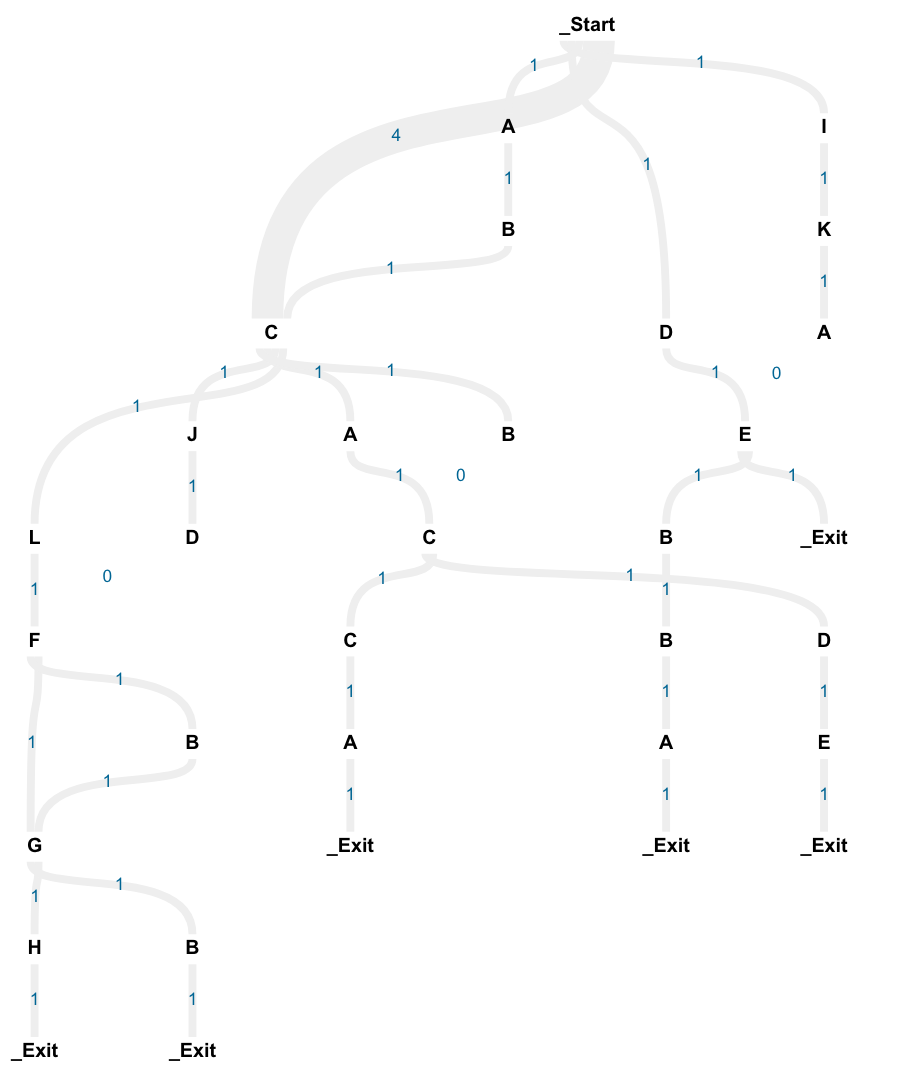 _Start
1 1
A I
4 1
1 1
B K
1 1
C D A
1 1 1 1 0
1
J A B E
1 1 0 1 1
L D C B _Exit
1 0 1 1 1
F C B D
1 1 1 1
1 B A A E
1 1 1 1
G _Exit _Exit _Exit
1 1
H B
1 1
_Exit _Exit